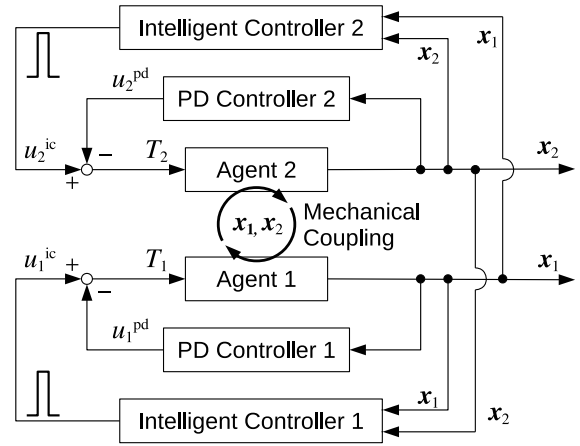 Intelligent Controller 2
x₁
x₂
u₂ᵖᵈ
PD Controller 2
u₂ⁱᶜ
−
T₂
x₂
+
Agent 2
x₁, x₂
Mechanical
Coupling
u₁ⁱᶜ
+
T₁
Agent 1
x₁
−
u₁ᵖᵈ
PD Controller 1
x₁
x₂
Intelligent Controller 1